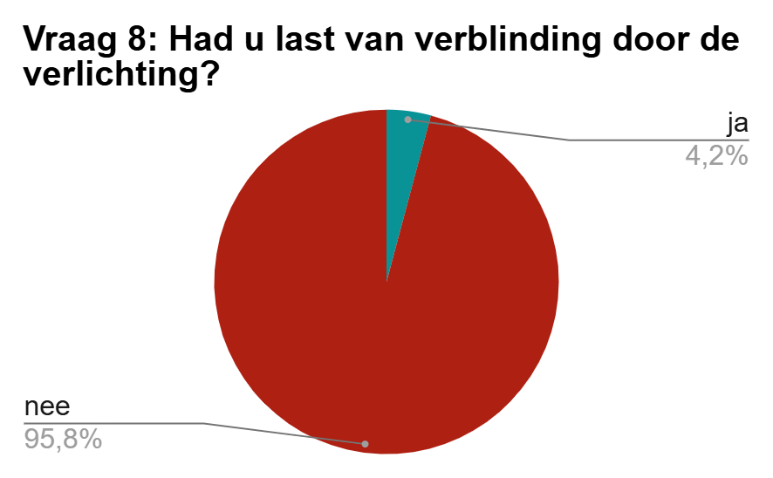 Vraag 8: Had u last van verblinding door de
verlichting?
ja
4,2%
nee
95,8%